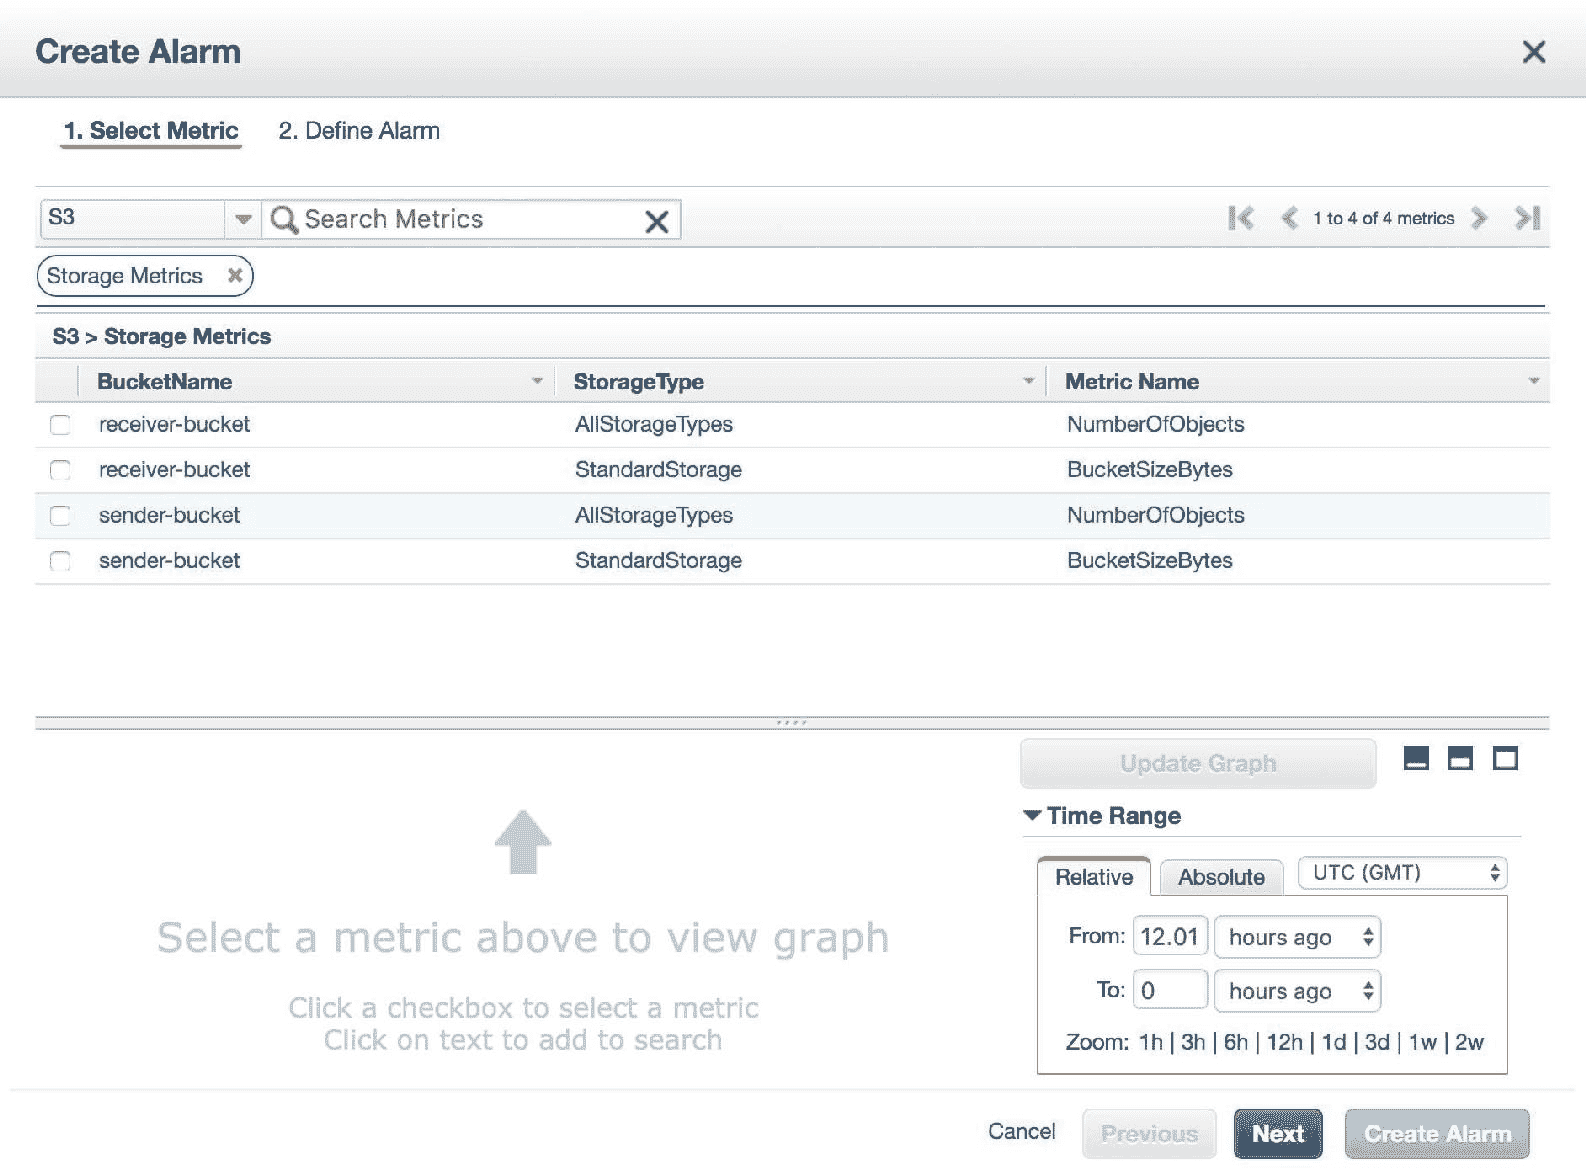 Create Alarm
1. Select Metric 2. Define Alarm
S3 Search Metrics 1 to 4 of 4 metrics
Storage Metrics
S3 > Storage Metrics
BucketName StorageType Metric Name
receiver-bucket AllStorageTypes NumberOfObjects
receiver-bucket StandardStorage BucketSizeBytes
sender-bucket AllStorageTypes NumberOfObjects
sender-bucket StandardStorage BucketSizeBytes
Update Graph
Time Range
Relative Absolute UTC (GMT)
From: 12.01 hours ago
To: 0 hours ago
Zoom: 1h | 3h | 6h | 12h | 1d | 3d | 1w | 2w
Select a metric above to view graph
Click a checkbox to select a metric
Click on text to add to search
Cancel Previous Next Create Alarm